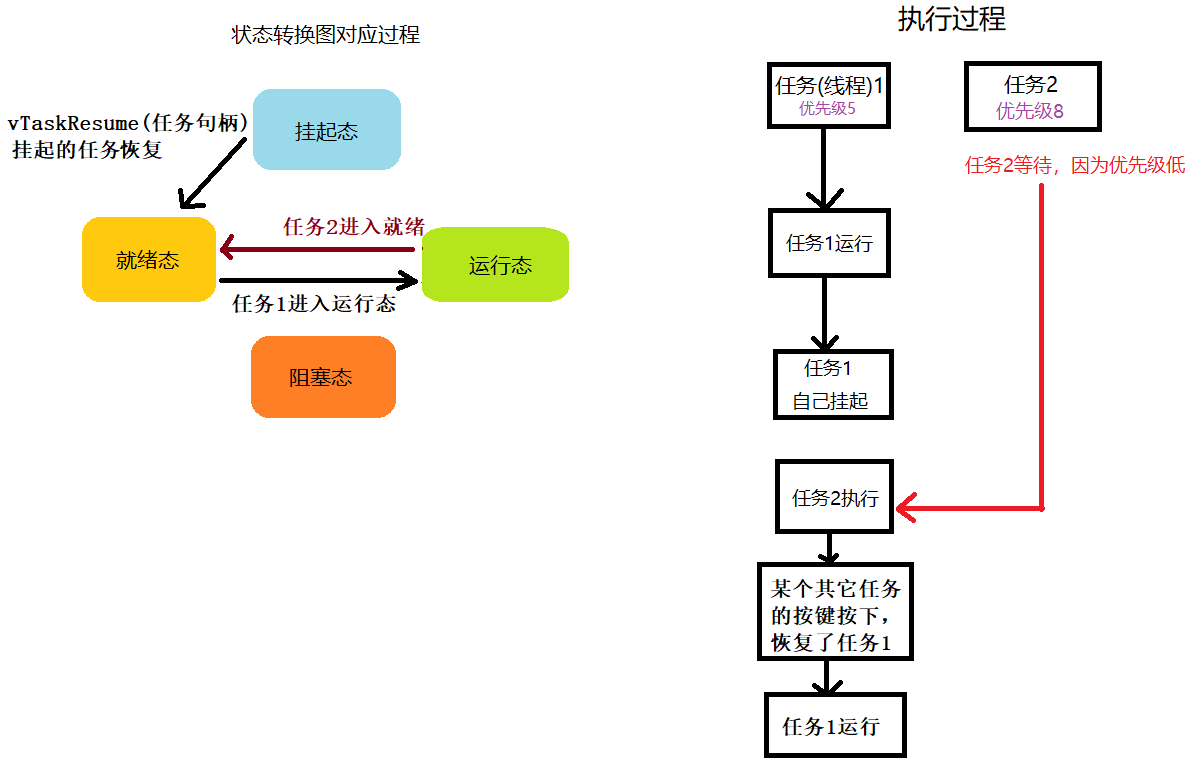 状态转换图对应过程
挂起态
vTaskResume(任务句柄)
挂起的任务恢复
任务2进入就绪
就绪态
运行态
任务1进入运行态
阻塞态
执行过程
任务(线程)1
优先级5
任务2
优先级8
任务2等待，因为优先级低
任务1运行
任务1
自己挂起
任务2执行
某个其它任务
的按键按下，
恢复了任务1
任务1运行